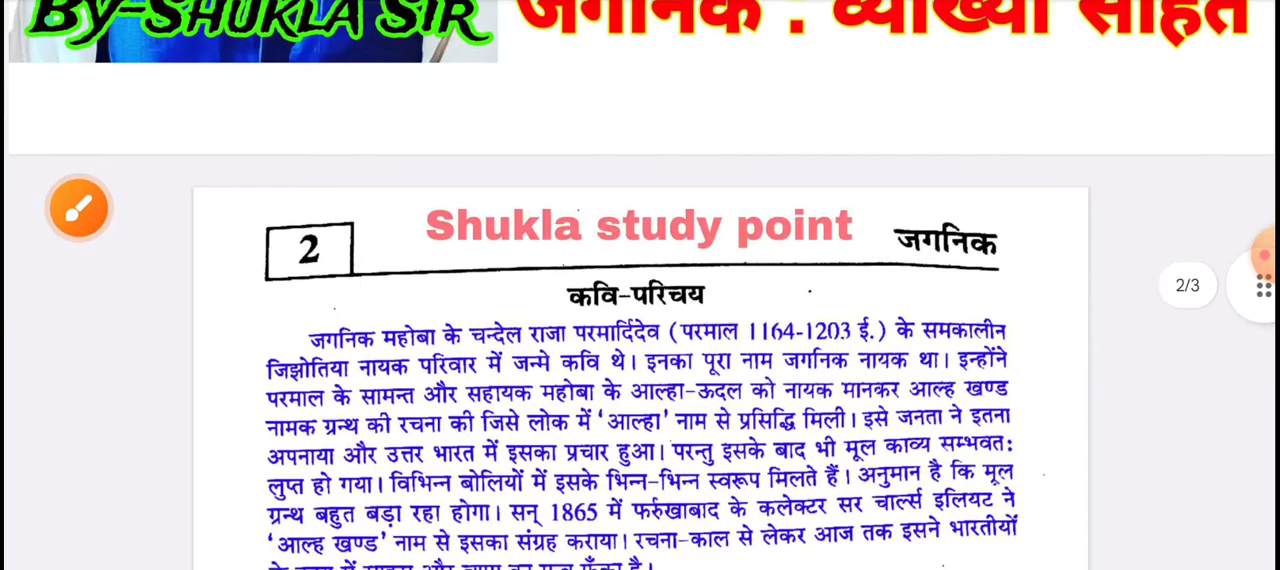 By-SHUKLA SIR
जगनिक : व्याख्या सहित
Shukla study point
2
जगनिक
2/3
कवि-परिचय
जगनिक महोबा के चन्देल राजा परमार्दिदेव (परमाल 1164-1203 ई.) के समकालीन
जिझोतिया नायक परिवार में जन्मे कवि थे। इनका पूरा नाम जगनिक नायक था। इन्होंने
परमाल के सामन्त और सहायक महोबा के आल्हा-ऊदल को नायक मानकर आल्ह खण्ड
नामक ग्रन्थ की रचना की जिसे लोक में ‘आल्हा’ नाम से प्रसिद्धि मिली। इसे जनता ने इतना
अपनाया और उत्तर भारत में इसका प्रचार हुआ। परन्तु इसके बाद भी मूल काव्य सम्भवत:
लुप्त हो गया। विभिन्न बोलियों में इसके भिन्न-भिन्न स्वरूप मिलते हैं। अनुमान है कि मूल
ग्रन्थ बहुत बड़ा रहा होगा। सन् 1865 में फर्रुखाबाद के कलेक्टर सर चार्ल्स इलियट ने
‘आल्ह खण्ड’ नाम से इसका संग्रह कराया। रचना-काल से लेकर आज तक इसने भारतीयों